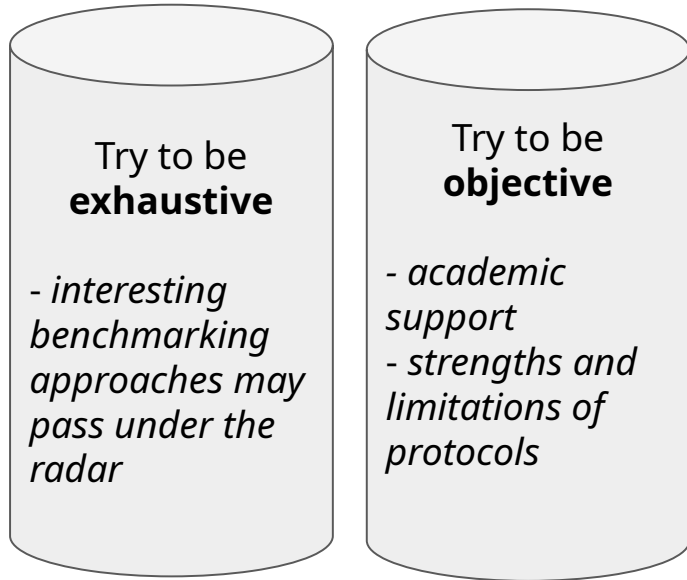 Try to be
exhaustive
- interesting
benchmarking
approaches may
pass under the
radar
Try to be
objective
- academic
support
- strengths and
limitations of
protocols